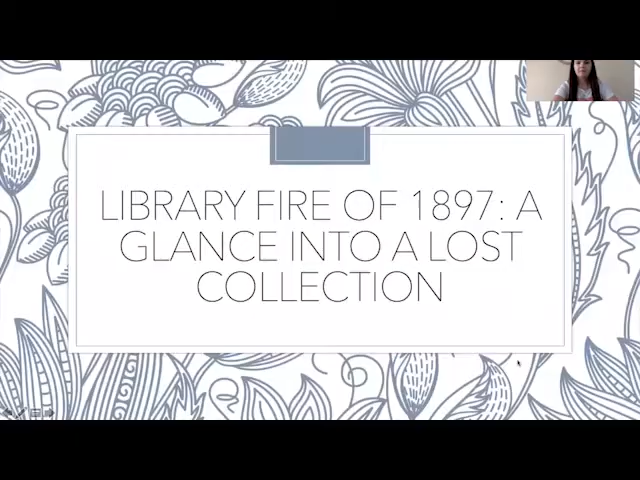 LIBRARY FIRE OF 1897: A
GLANCE INTO A LOST
COLLECTION